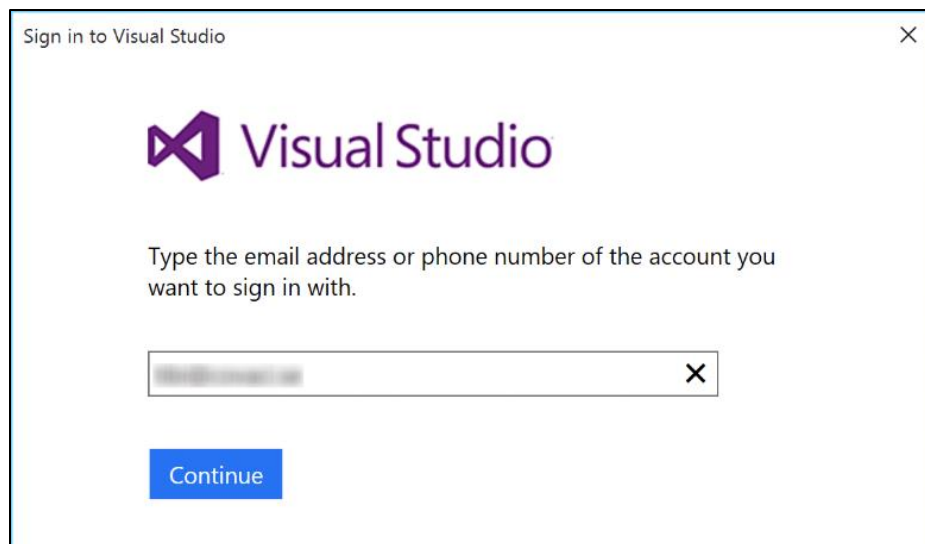 Sign in to Visual Studio
Visual Studio
Type the email address or phone number of the account you
want to sign in with.
Continue